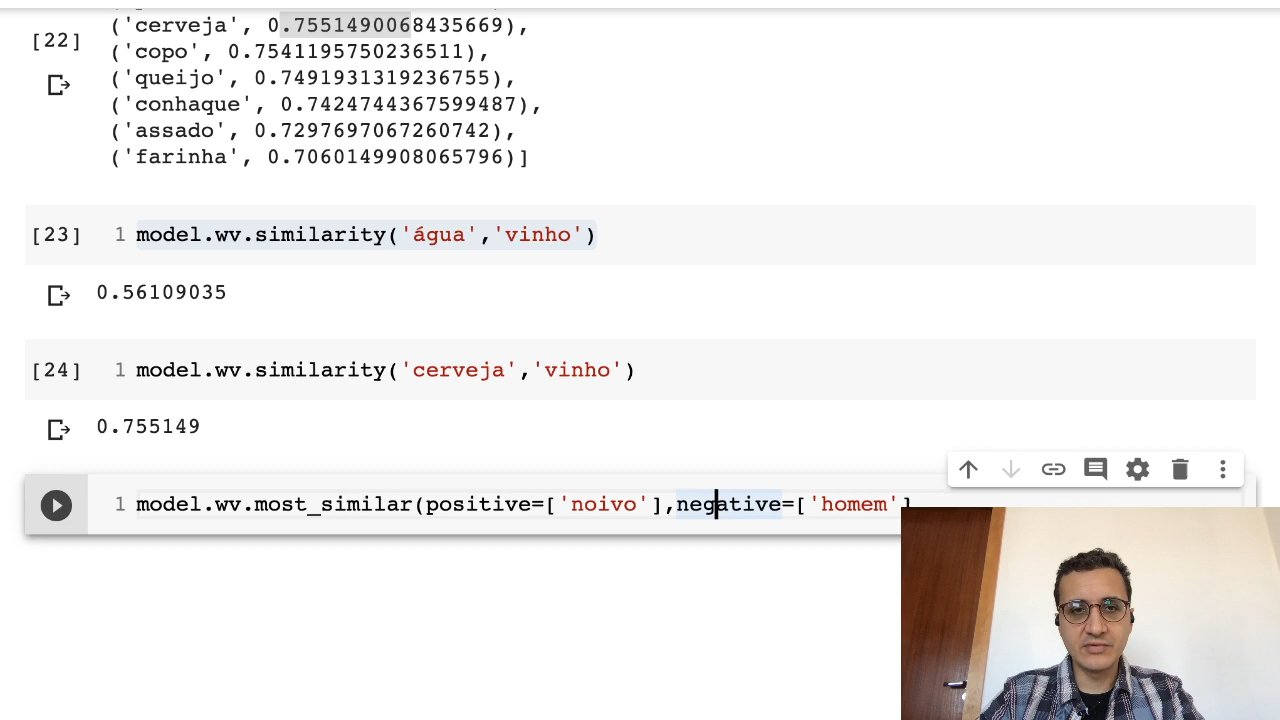 ('cerveja', 0.7551490068435669),
[22]
('copo', 0.7541195750236511),
('queijo', 0.7491931319236755),
('conhaque', 0.7424744367599487),
('assado', 0.7297697067260742),
('farinha', 0.7060149908065796)]
[23] 1 model.wv.similarity('água','vinho')
0.56109035
[24] 1 model.wv.similarity('cerveja','vinho')
0.755149
1 model.wv.most_similar(positive=['noivo'],negative=['homem']